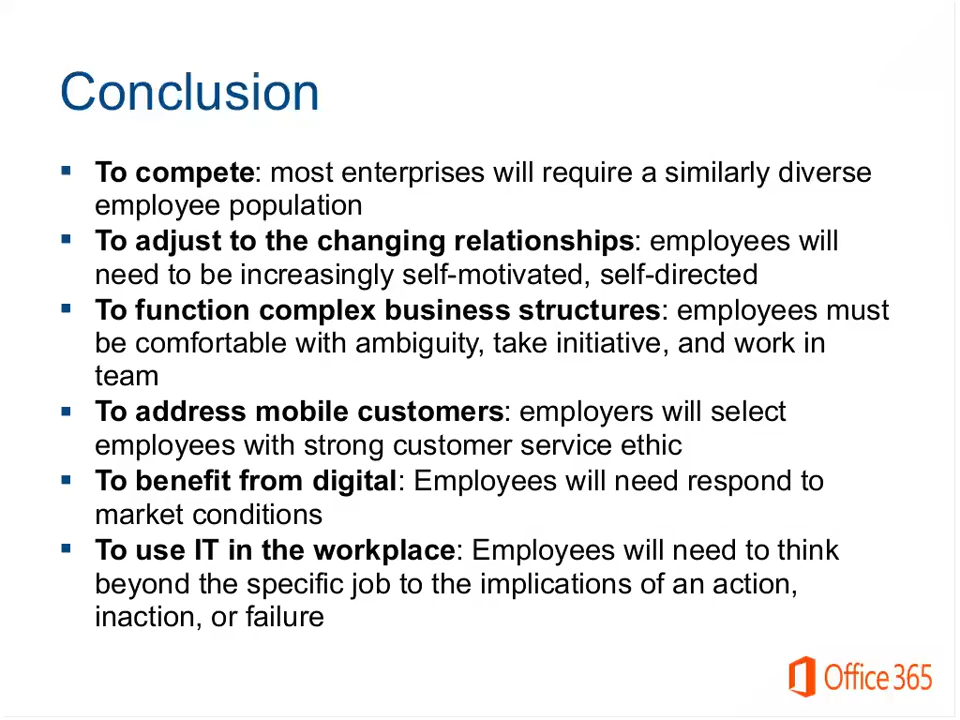 Conclusion
▪ To compete: most enterprises will require a similarly diverse
employee population
▪ To adjust to the changing relationships: employees will
need to be increasingly self-motivated, self-directed
▪ To function complex business structures: employees must
be comfortable with ambiguity, take initiative, and work in
team
▪ To address mobile customers: employers will select
employees with strong customer service ethic
▪ To benefit from digital: Employees will need respond to
market conditions
▪ To use IT in the workplace: Employees will need to think
beyond the specific job to the implications of an action,
inaction, or failure
Office 365